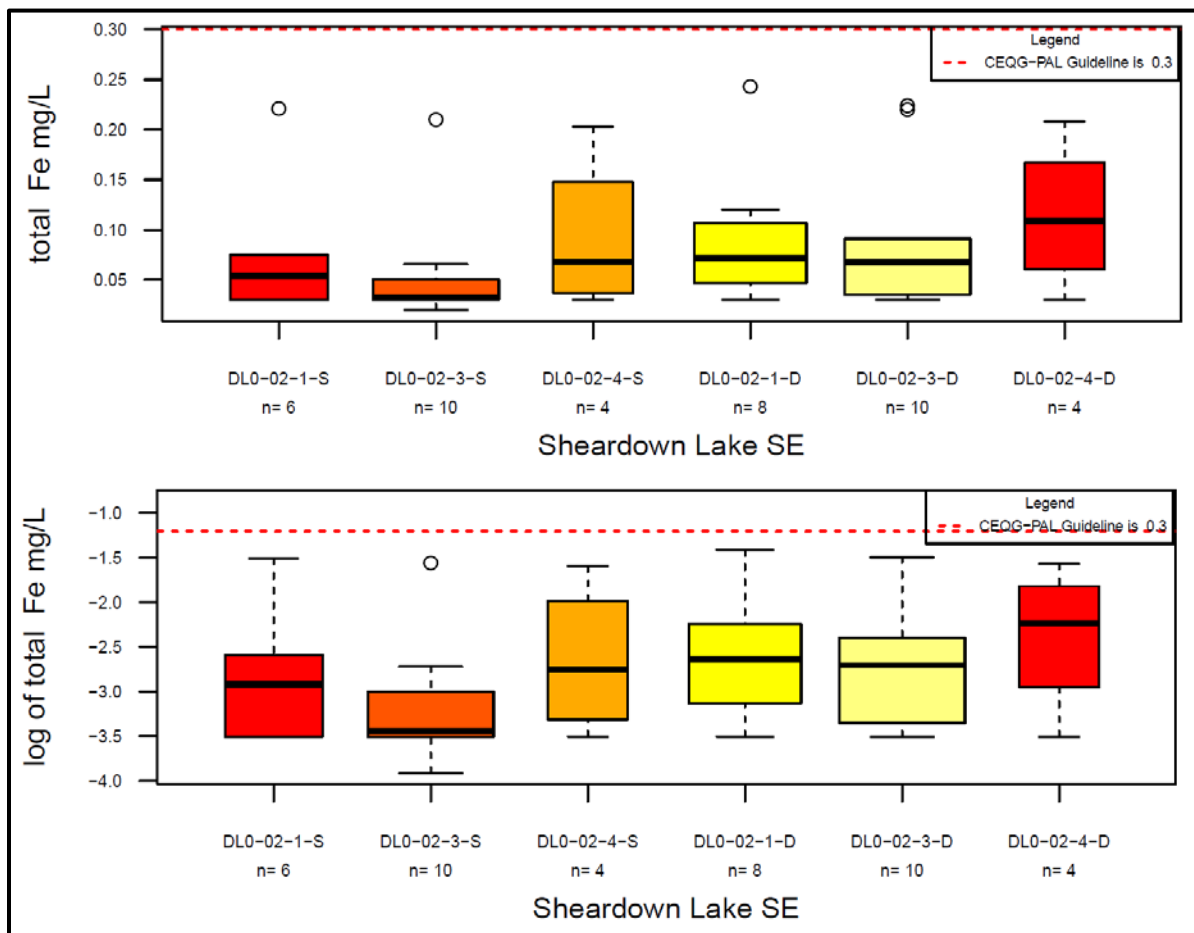 total Fe mg/L
0.30
0.25
0.20
0.15
0.10
0.05
Legend
CEQG-PAL Guideline is 0.3
DL0-02-1-S DL0-02-3-S DL0-02-4-S DL0-02-1-D DL0-02-3-D DL0-02-4-D
n= 6 n= 10 n= 4 n= 8 n= 10 n= 4
Sheardown Lake SE
log of total Fe mg/L
-1.0
-1.5
-2.0
-2.5
-3.0
-3.5
-4.0
Legend
CEQG-PAL Guideline is 0.3
DL0-02-1-S DL0-02-3-S DL0-02-4-S DL0-02-1-D DL0-02-3-D DL0-02-4-D
n= 6 n= 10 n= 4 n= 8 n= 10 n= 4
Sheardown Lake SE